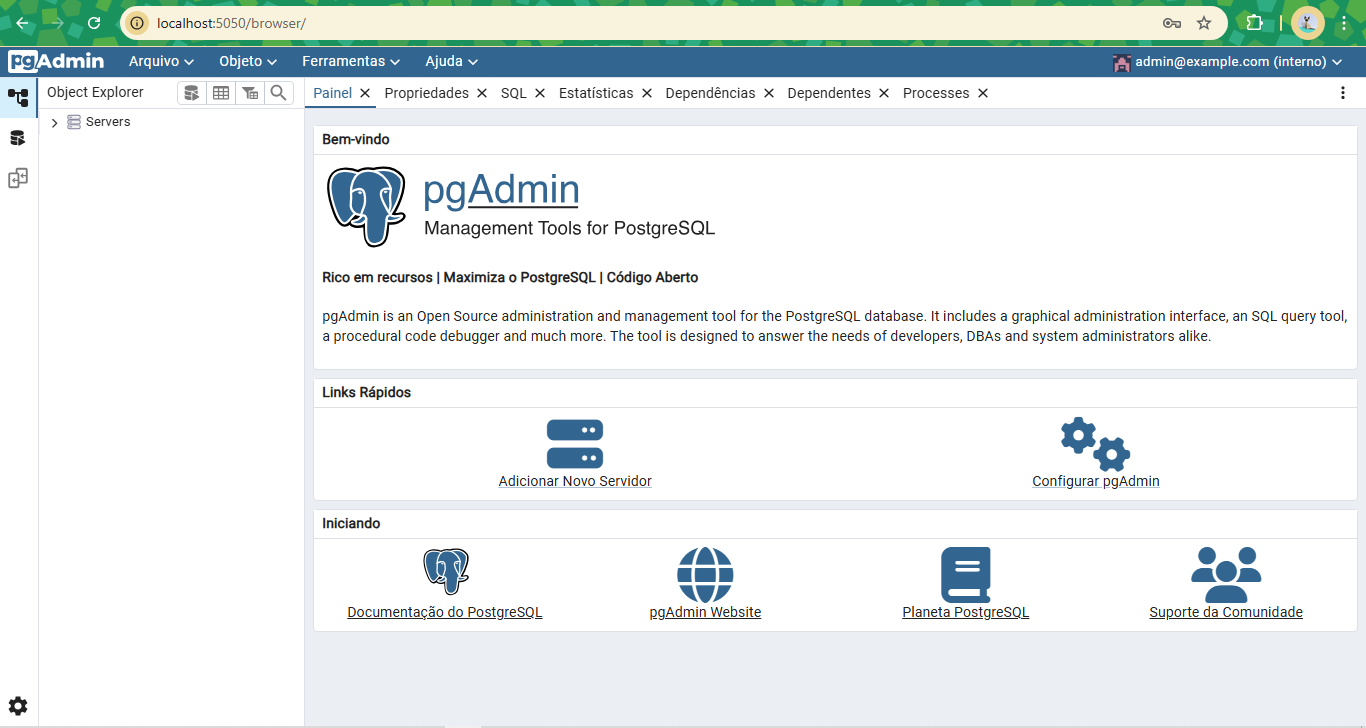 localhost:5050/browser/
pgAdmin Arquivo Objeto Ferramentas Ajuda admin@example.com (interno)
Object Explorer Painel Propriedades SQL Estatísticas Dependências Dependentes Processes
Servers
Bem-vindo
pgAdmin
Management Tools for PostgreSQL
Rico em recursos | Maximiza o PostgreSQL | Código Aberto
pgAdmin is an Open Source administration and management tool for the PostgreSQL database. It includes a graphical administration interface, an SQL query tool,
a procedural code debugger and much more. The tool is designed to answer the needs of developers, DBAs and system administrators alike.
Links Rápidos
Adicionar Novo Servidor Configurar pgAdmin
Iniciando
Documentação do PostgreSQL pgAdmin Website Planeta PostgreSQL Suporte da Comunidade